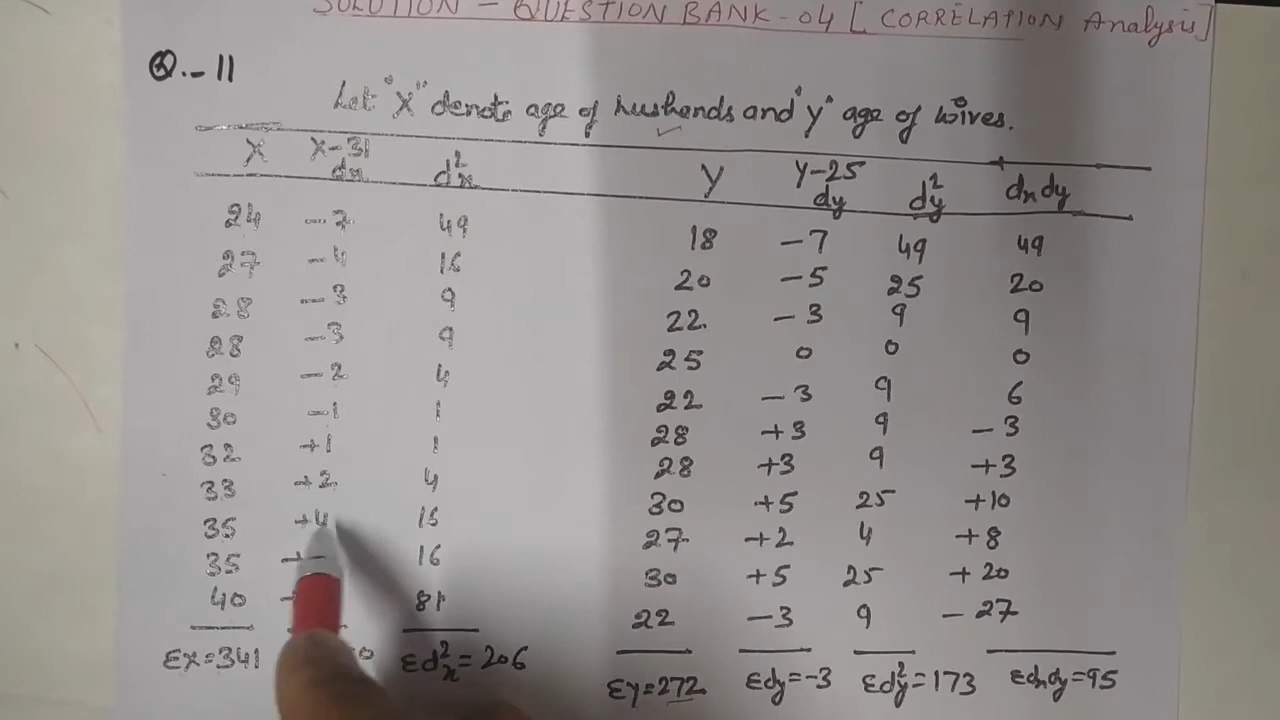 SOLUTION - QUESTION BANK-04 [CORRELATION Analysis]
Q.-11
Let "X" denote age of husbands and "Y" age of wives.
X X-31 dx d²x Y Y-25 dy d²y dxdy
24 -7 49 18 -7 49 49
27 -4 16 20 -5 25 20
28 -3 9 22 -3 9 9
28 -3 9 25 0 0 0
29 -2 4 22 -3 9 6
30 -1 1 28 +3 9 -3
32 +1 1 28 +3 9 +3
33 +2 4 30 +5 25 +10
35 +4 16 27 +2 4 +8
35 16 30 +5 25 +20
40 81 22 -3 9 -27
Σx=341 Σd²x=206 Σy=272 Σdy=-3 Σd²y=173 Σdxdy=95